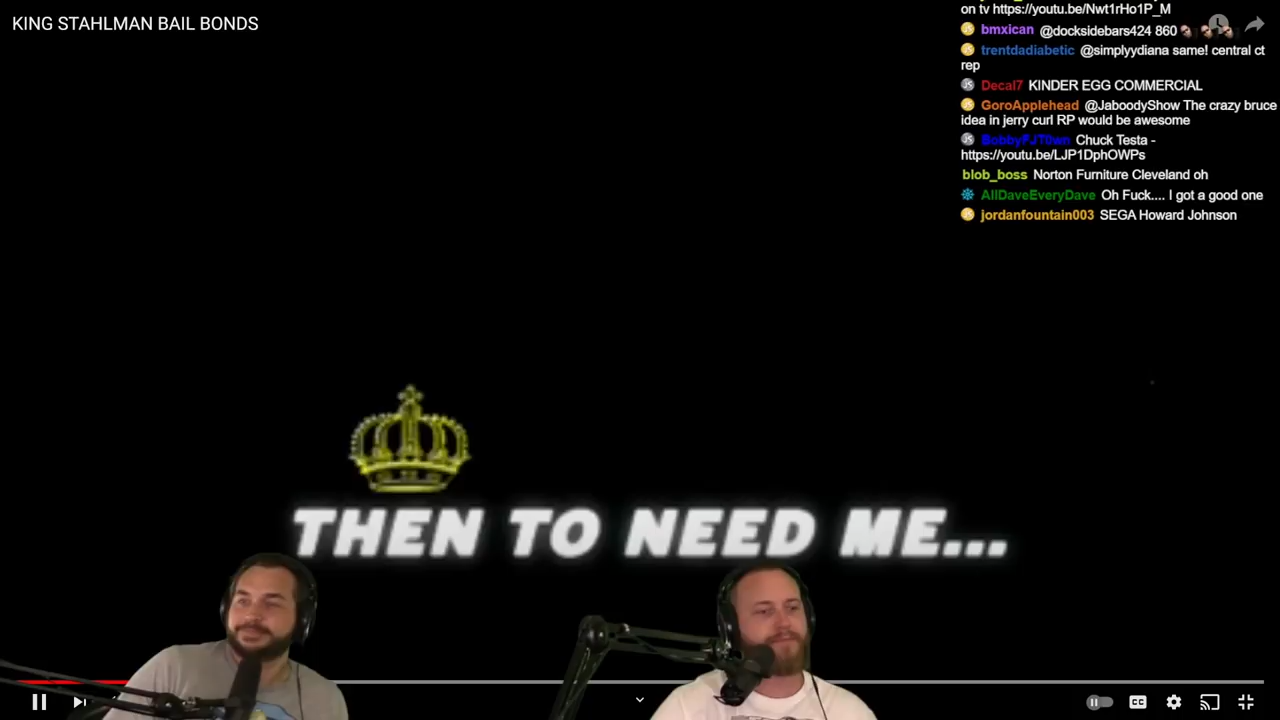 KING STAHLMAN BAIL BONDS
on tv https://youtu.be/Nwt1rHo1P_M
bmxican @docksidebars424 860
trentdadiabetic @simplyydiana same! central ct
rep
Decal7 KINDER EGG COMMERCIAL
GoroApplehead @JaboodyShow The crazy bruce
idea in jerry curl RP would be awesome
Chuck Testa -
https://youtu.be/LJP1DphOWPs
blob_boss Norton Furniture Cleveland oh
AllDaveEveryDave Oh Fuck.... I got a good one
jordanfountain003 SEGA Howard Johnson
THEN TO NEED ME...
CC